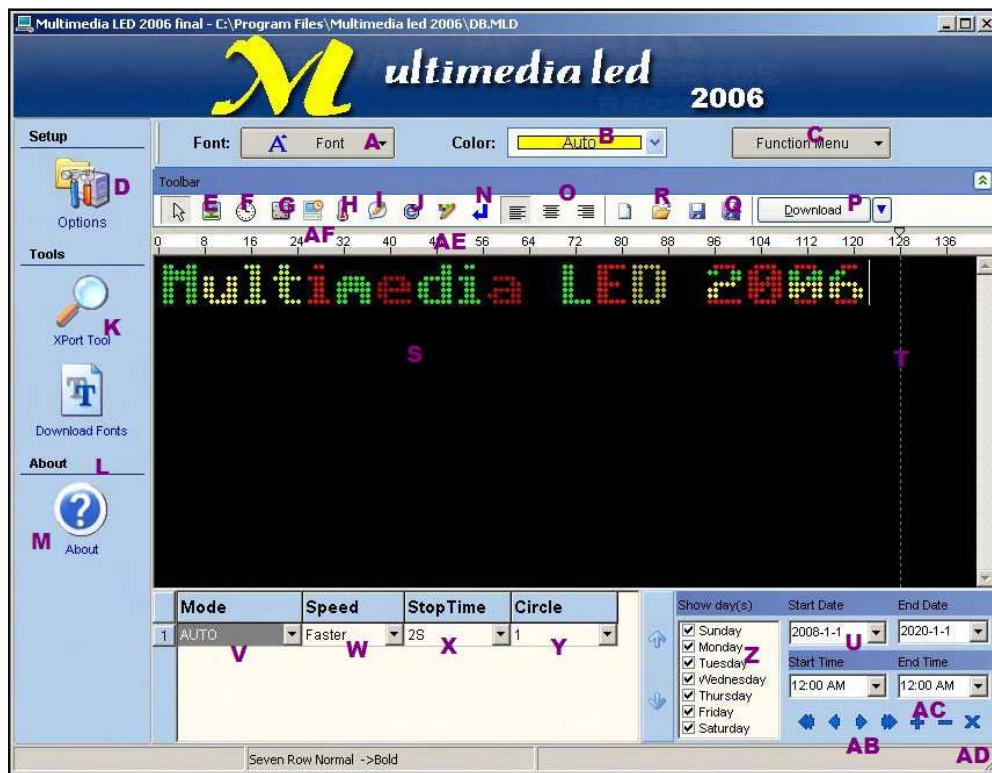 Multimedia LED 2006 final - C:\Program Files\Multimedia led 2006\DB.MLD
Multimedia led
2006
Setup
Font: A Font A Color: Auto B Function Menu C
D
Options
Toolbar
E F G H I J N O R Q Download P
AF AE
0 8 16 24 32 40 48 56 64 72 80 88 96 104 112 120 128 136
Tools
Multimedia LED 2006
K
XPort Tool
S T
Download Fonts
About L
M
About
Mode Speed StopTime Circle
1 AUTO Faster 2S 1
V W X Y
Show day(s) Start Date End Date
Sunday 2008-1-1 2020-1-1
Monday U
Tuesday Z Start Time End Time
Wednesday
Thursday 12:00 AM 12:00 AM
Friday AC
Saturday
AB AD
Seven Row Normal ->Bold